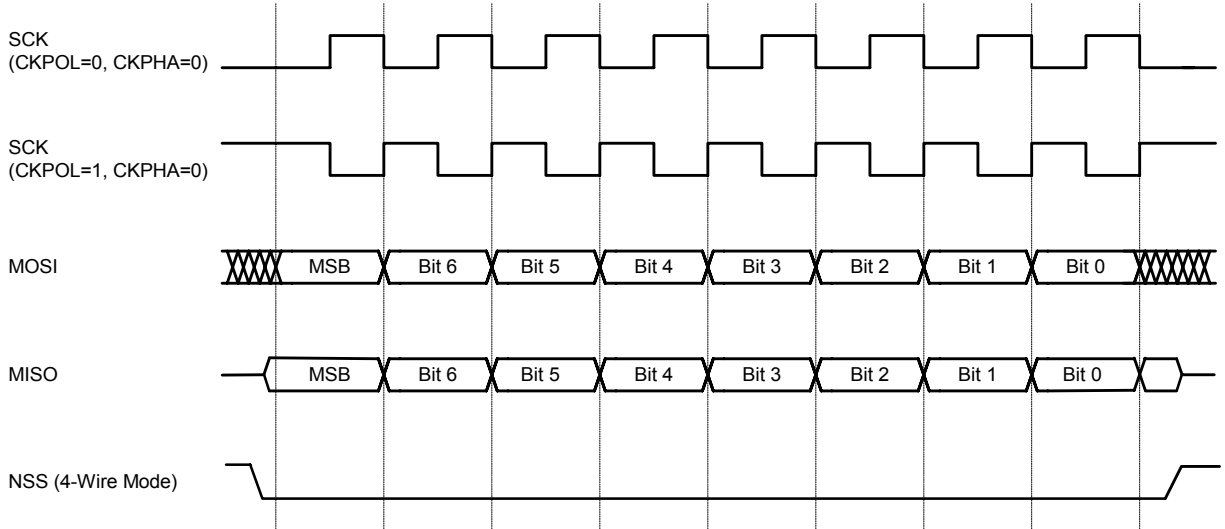 SCK
(CKPOL=0, CKPHA=0)
SCK
(CKPOL=1, CKPHA=0)
MOSI
MSB Bit 6 Bit 5 Bit 4 Bit 3 Bit 2 Bit 1 Bit 0
MISO
MSB Bit 6 Bit 5 Bit 4 Bit 3 Bit 2 Bit 1 Bit 0
NSS (4-Wire Mode)